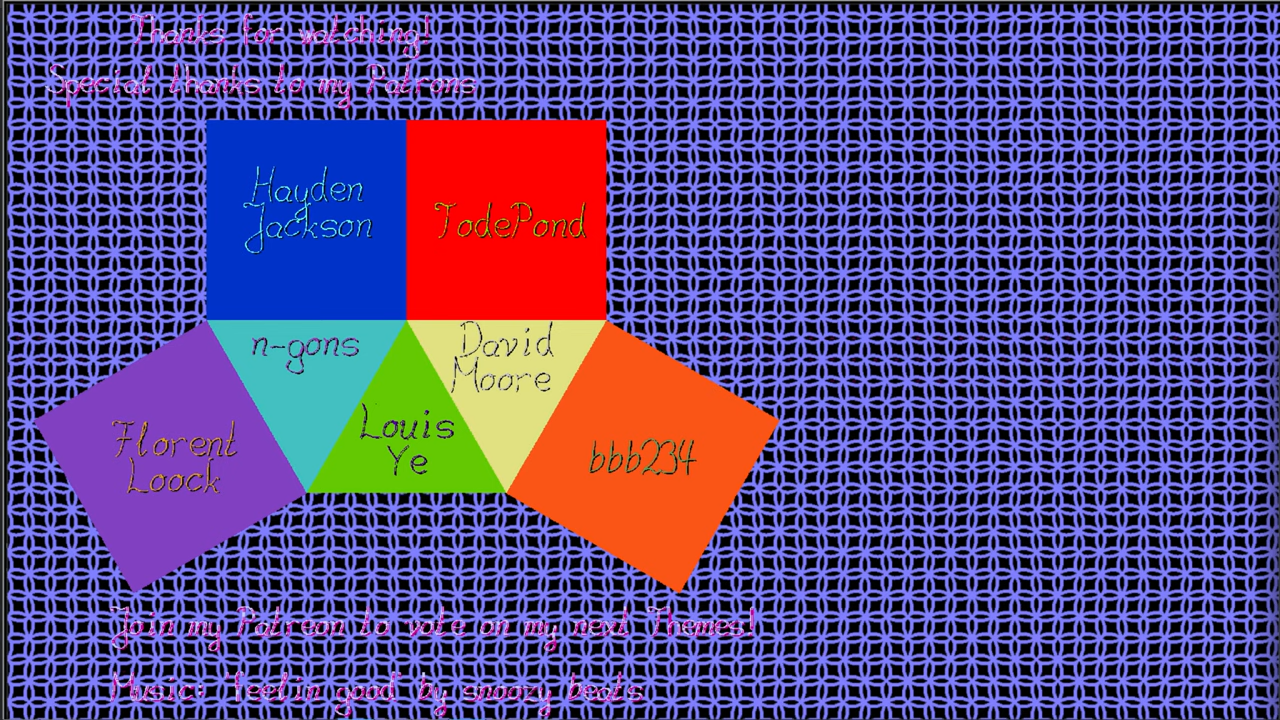 Thanks for watching!
Special thanks to my Patrons
Hayden
Jackson
TodePond
n-gons
David
Moore
Louis
Ye
Florent
Loock
bbb234
Join my Patreon to vote on my next Themes!
Music: 'feelin good' by snoozy beats